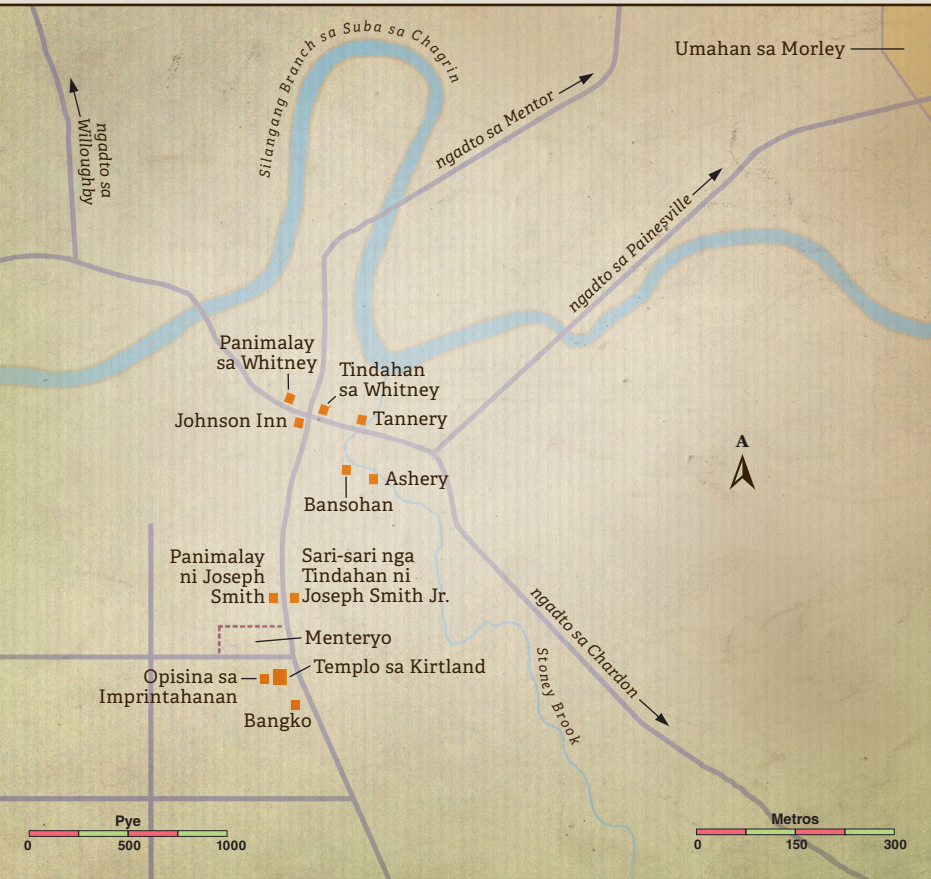 Silangang Branch sa Suba sa Chagrin
Umahan sa Morley
ngadto sa
Willoughby
ngadto sa Mentor
ngadto sa Painesville
Panimalay
sa Whitney
Tindahan
sa Whitney
Johnson Inn
Tannery
A
Ashery
Bansohan
Panimalay
ni Joseph
Smith
Sari-sari nga
Tindahan ni
Joseph Smith Jr.
ngadto sa Chardon
Menteryo
Stoney Brook
Templo sa Kirtland
Opisina sa
Imprintahanan
Bangko
Pye
0 500 1000
Metros
0 150 300